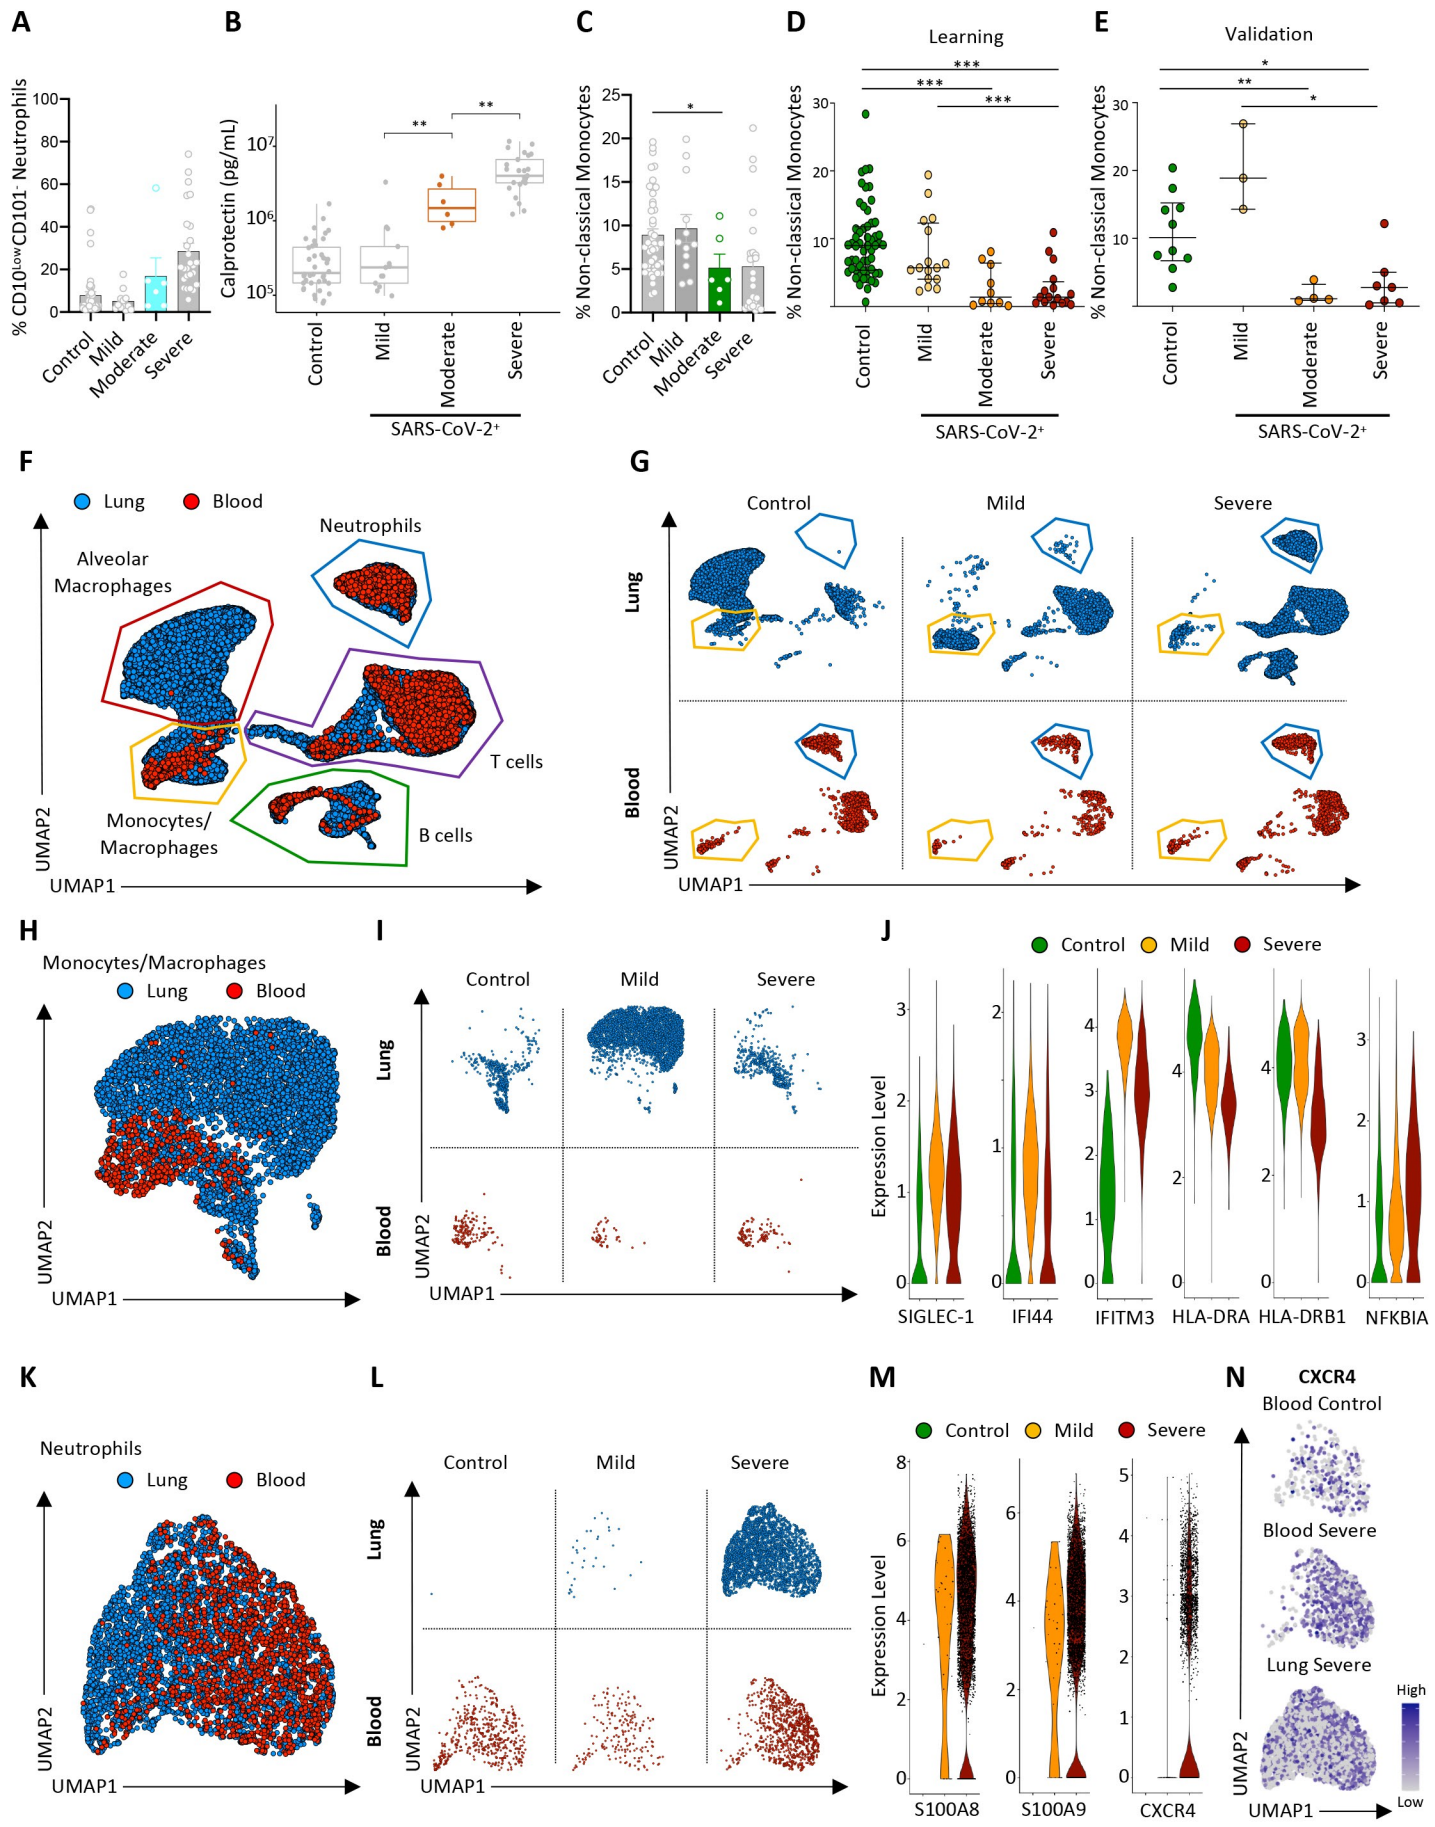 A
% CD10LowCD101- Neutrophils
100
80
60
40
20
0
Control
Mild
Moderate
Severe
B
Calprotectin (pg/mL)
10⁷
10⁶
10⁵
**
**
Control
Mild
Moderate
Severe
SARS-CoV-2⁺
C
% Non-classical Monocytes
25
20
15
10
5
0
*
Control
Mild
Moderate
Severe
D
Learning
% Non-classical Monocytes
30
20
10
***
***
***
Control
Mild
Moderate
Severe
SARS-CoV-2⁺
E
Validation
% Non-classical Monocytes
30
20
10
*
**
*
Control
Mild
Moderate
Severe
SARS-CoV-2⁺
F
Lung
Blood
Neutrophils
Alveolar
Macrophages
T cells
Monocytes/
Macrophages
B cells
UMAP2
UMAP1
G
Control
Mild
Severe
Lung
Blood
UMAP2
UMAP1
H
Monocytes/Macrophages
Lung
Blood
UMAP2
UMAP1
I
Control
Mild
Severe
Lung
Blood
UMAP2
UMAP1
J
Control
Mild
Severe
Expression Level
3
2
1
0
SIGLEC-1
2
1
0
IFI44
4
3
2
1
0
IFITM3
4
2
0
HLA-DRA
4
2
0
HLA-DRB1
3
2
1
0
NFKBIA
K
Neutrophils
Lung
Blood
UMAP2
UMAP1
L
Control
Mild
Severe
Lung
Blood
UMAP2
UMAP1
M
Control
Mild
Severe
Expression Level
8
6
4
2
0
S100A8
6
4
2
0
S100A9
5
4
3
2
1
0
CXCR4
N
CXCR4
Blood Control
Blood Severe
Lung Severe
High
Low
UMAP2
UMAP1